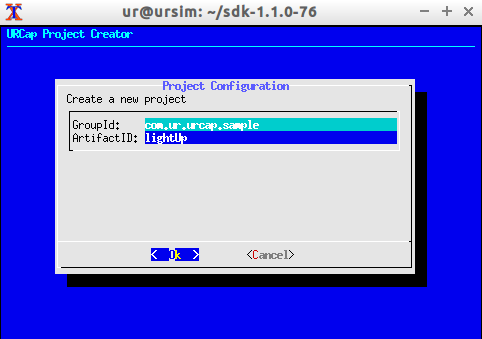 ur@ursim: ~/sdk-1.1.0-76
URCap Project Creator
Project Configuration
Create a new project
GroupId: com.ur.urcap.sample
ArtifactID: lightUp
< Ok > <Cancel>